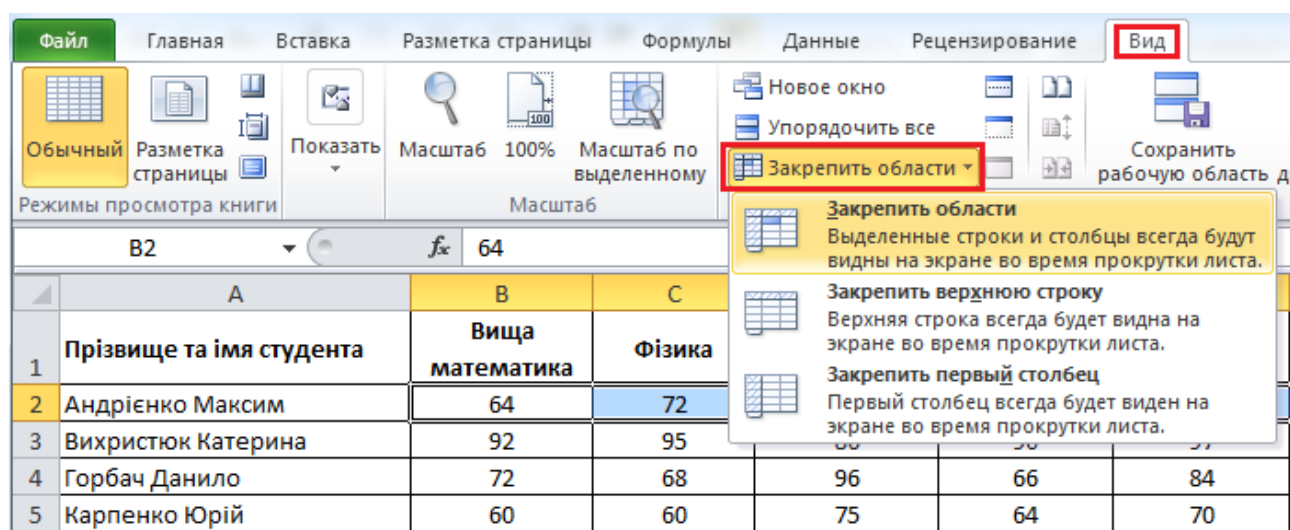 Файл Главная Вставка Разметка страницы Формулы Данные Рецензирование Вид
Обычный
Разметка
страницы
Показать
Масштаб
100%
Масштаб по
выделенному
Новое окно
Упорядочить все
Закрепить области
Сохранить
рабочую область д
Режимы просмотра книги
Масштаб
Закрепить области
Выделенные строки и столбцы всегда будут
видны на экране во время прокрутки листа.
Закрепить верхнюю строку
Верхняя строка всегда будет видна на
экране во время прокрутки листа.
Закрепить первый столбец
Первый столбец всегда будет виден на
экране во время прокрутки листа.
B2 fx 64
A B C
1 Прізвище та імя студента Вища математика Фізика
2 Андрієнко Максим 64 72
3 Вихристюк Катерина 92 95
4 Горбач Данило 72 68 96 66 84
5 Карпенко Юрій 60 60 75 64 70